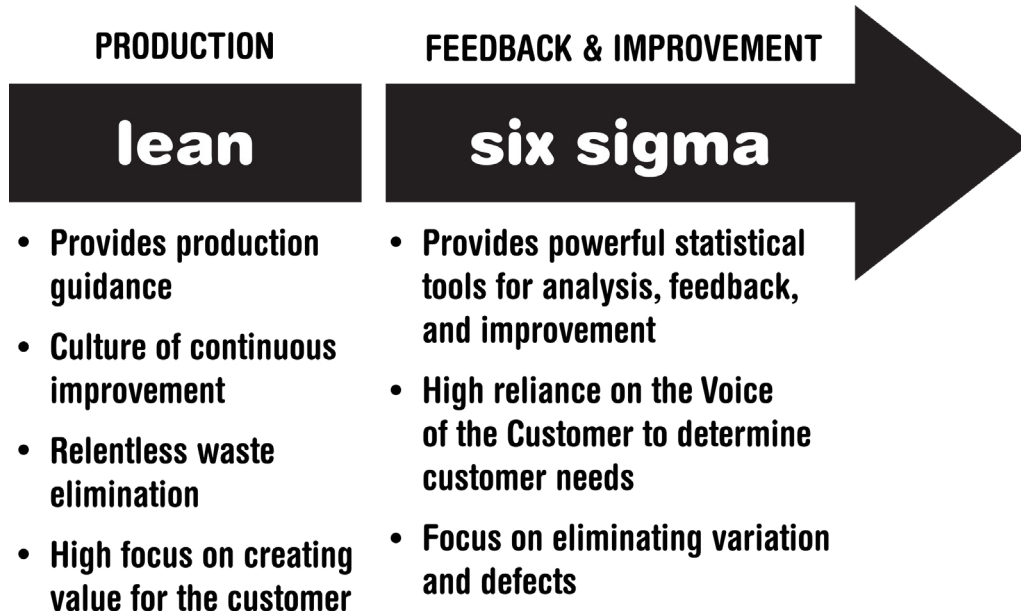 PRODUCTION
lean
• Provides production
guidance
• Culture of continuous
improvement
• Relentless waste
elimination
• High focus on creating
value for the customer
FEEDBACK & IMPROVEMENT
six sigma
• Provides powerful statistical
tools for analysis, feedback,
and improvement
• High reliance on the Voice
of the Customer to determine
customer needs
• Focus on eliminating variation
and defects